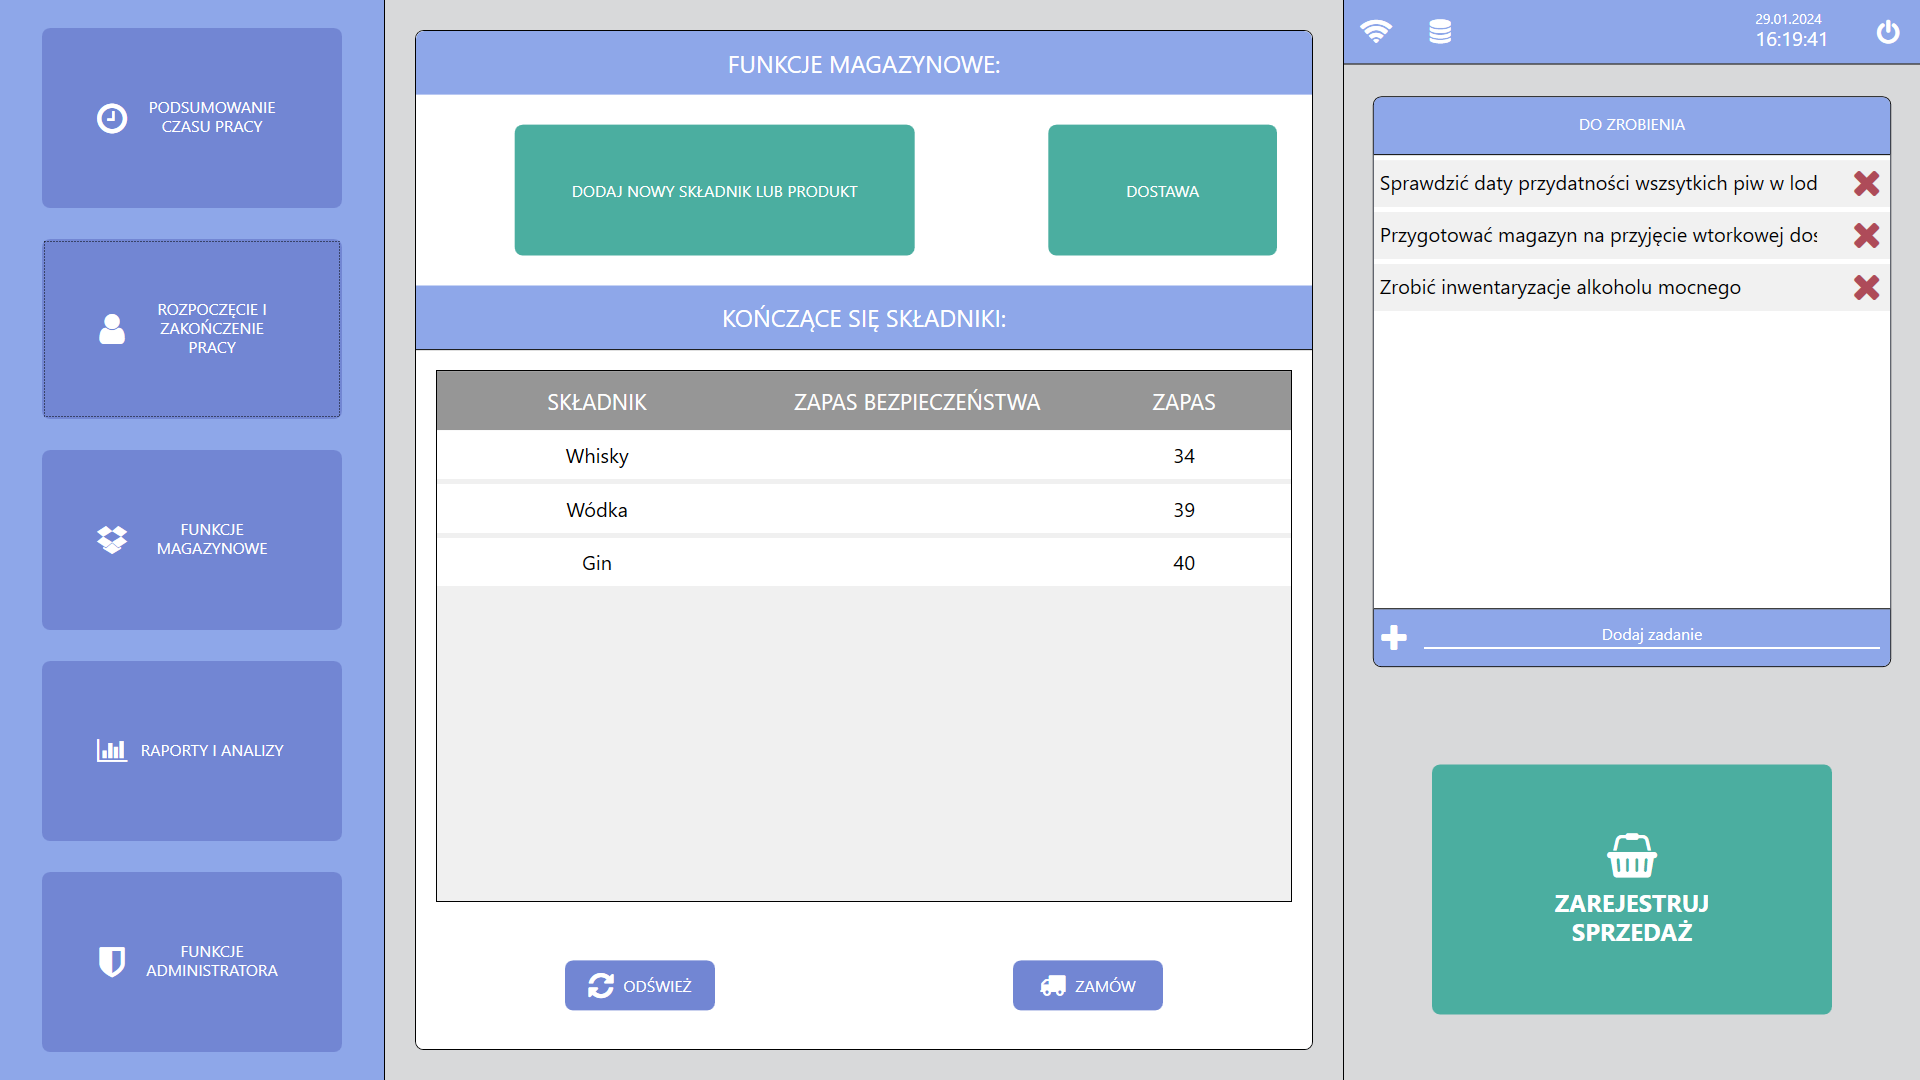 PODSUMOWANIE
CZASU PRACY
ROZPOCZĘCIE I
ZAKOŃCZENIE
PRACY
FUNKCJE
MAGAZYNOWE
RAPORTY I ANALIZY
FUNKCJE
ADMINISTRATORA
FUNKCJE MAGAZYNOWE:
DODAJ NOWY SKŁADNIK LUB PRODUKT
DOSTAWA
KOŃCZĄCE SIĘ SKŁADNIKI:
SKŁADNIK ZAPAS BEZPIECZEŃSTWA ZAPAS
Whisky 34
Wódka 39
Gin 40
ODŚWIEŻ
ZAMÓW
29.01.2024
16:19:41
DO ZROBIENIA
Sprawdzić daty przydatności wszsytkich piw w lod
Przygotować magazyn na przyjęcie wtorkowej dos
Zrobić inwentaryzacje alkoholu mocnego
Dodaj zadanie
ZAREJESTRUJ
SPRZEDAŻ